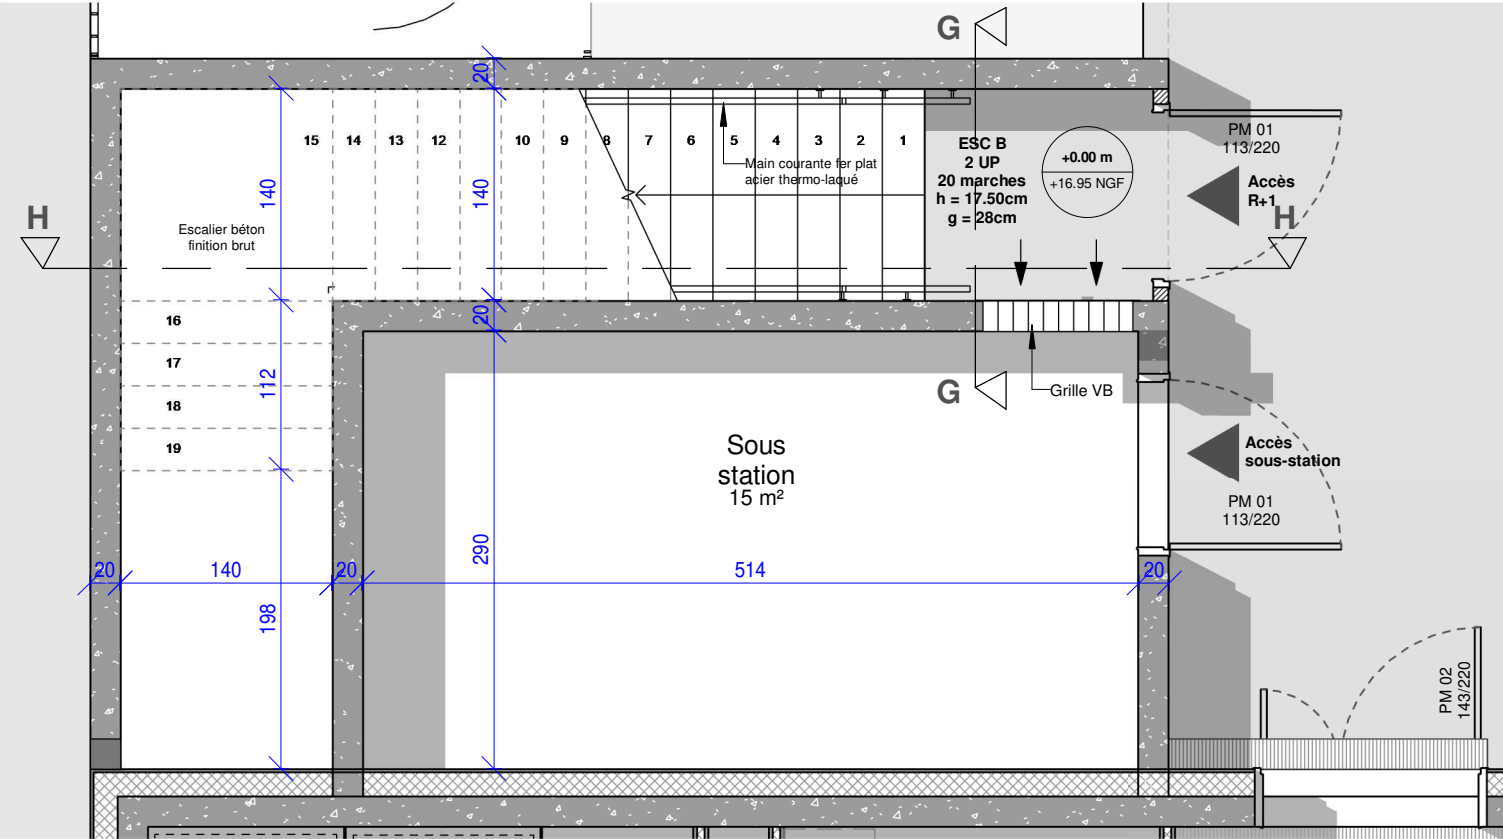 G
20
PM 01
113/220
15
14
13
12
10
9
8
7
6
5
4
3
2
1
ESC B
2 UP
20 marches
h = 17.50cm
g = 28cm
+0.00 m
+16.95 NGF
Main courante fer plat
acier thermo-laqué
Accès
R+1
140
140
H
H
Escalier béton
finition brut
20
16
17
18
19
112
G
Grille VB
Sous
station
15 m²
Accès
sous-station
PM 01
113/220
290
20
140
20
514
20
198
PM 02
143/220